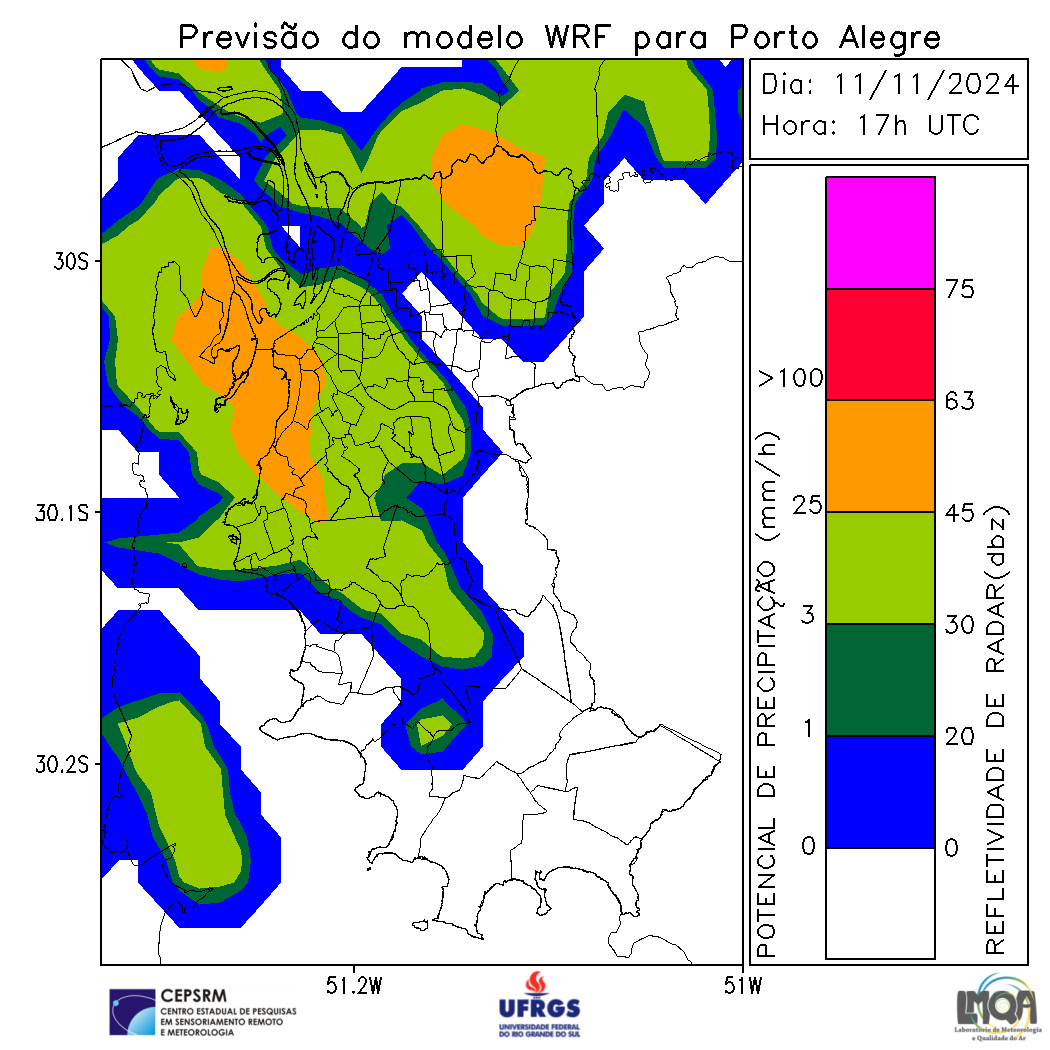 Previsão do modelo WRF para Porto Alegre
Dia: 11/11/2024
Hora: 17h UTC
30S
30.1S
30.2S
51.2W
51W
POTENCIAL DE PRECIPITAÇÃO (mm/h)
>100
25
3
1
0
75
63
45
30
20
0
REFLETIVIDADE DE RADAR(dbz)
CEPSRM
CENTRO ESTADUAL DE PESQUISAS
EM SENSORIAMENTO REMOTO
E METEOROLOGIA
UFRGS
UNIVERSIDADE FEDERAL
DO RIO GRANDE DO SUL
LMQA
Laboratório de Meteorologia
e Qualidade do Ar